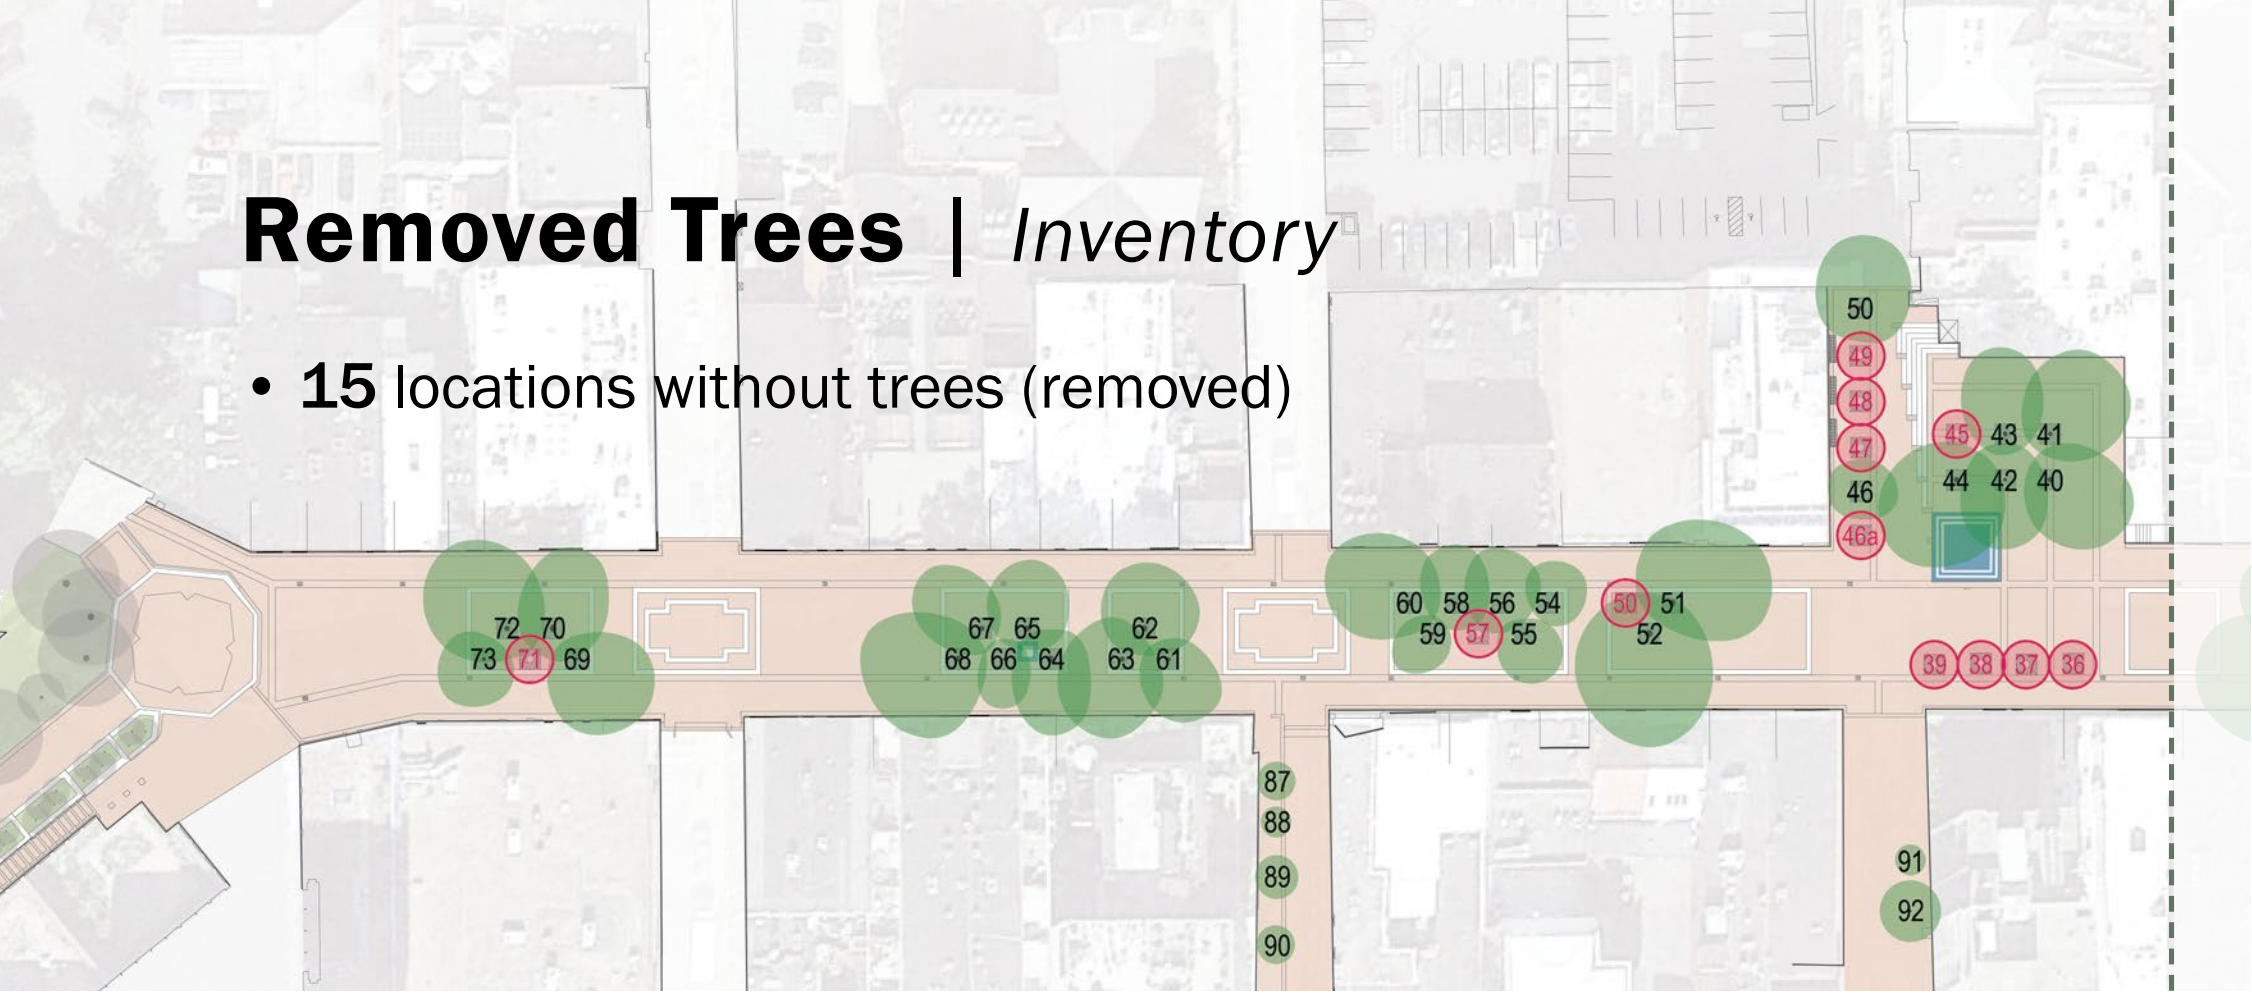 Removed Trees | Inventory
• 15 locations without trees (removed)
50
49
48
47
46
46a
45 43 41
44 42 40
72 70
73 71 69
67 65
68 66 64
62
63 61
60 58 56 54
59 57 55
50 51
52
39 38 37 36
87
88
89
90
91
92